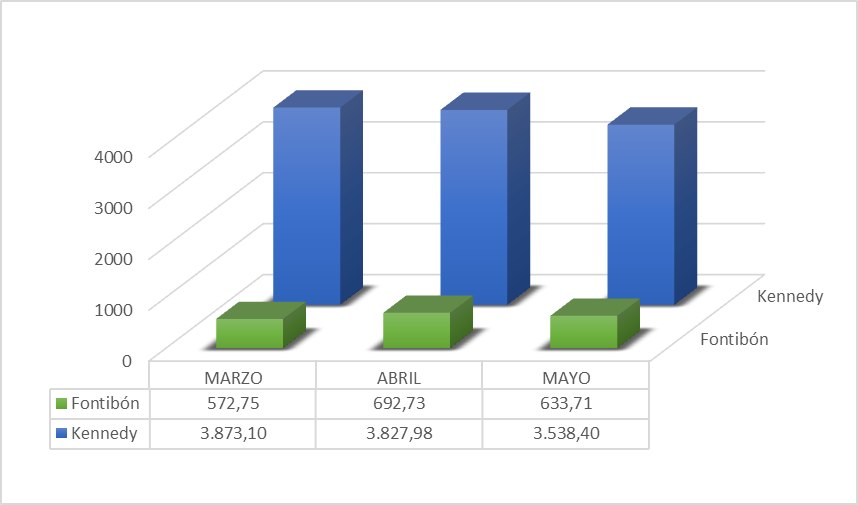 4000
3000
2000
1000
0
Kennedy
Fontibón
MARZO ABRIL MAYO
Fontibón 572,75 692,73 633,71
Kennedy 3.873,10 3.827,98 3.538,40